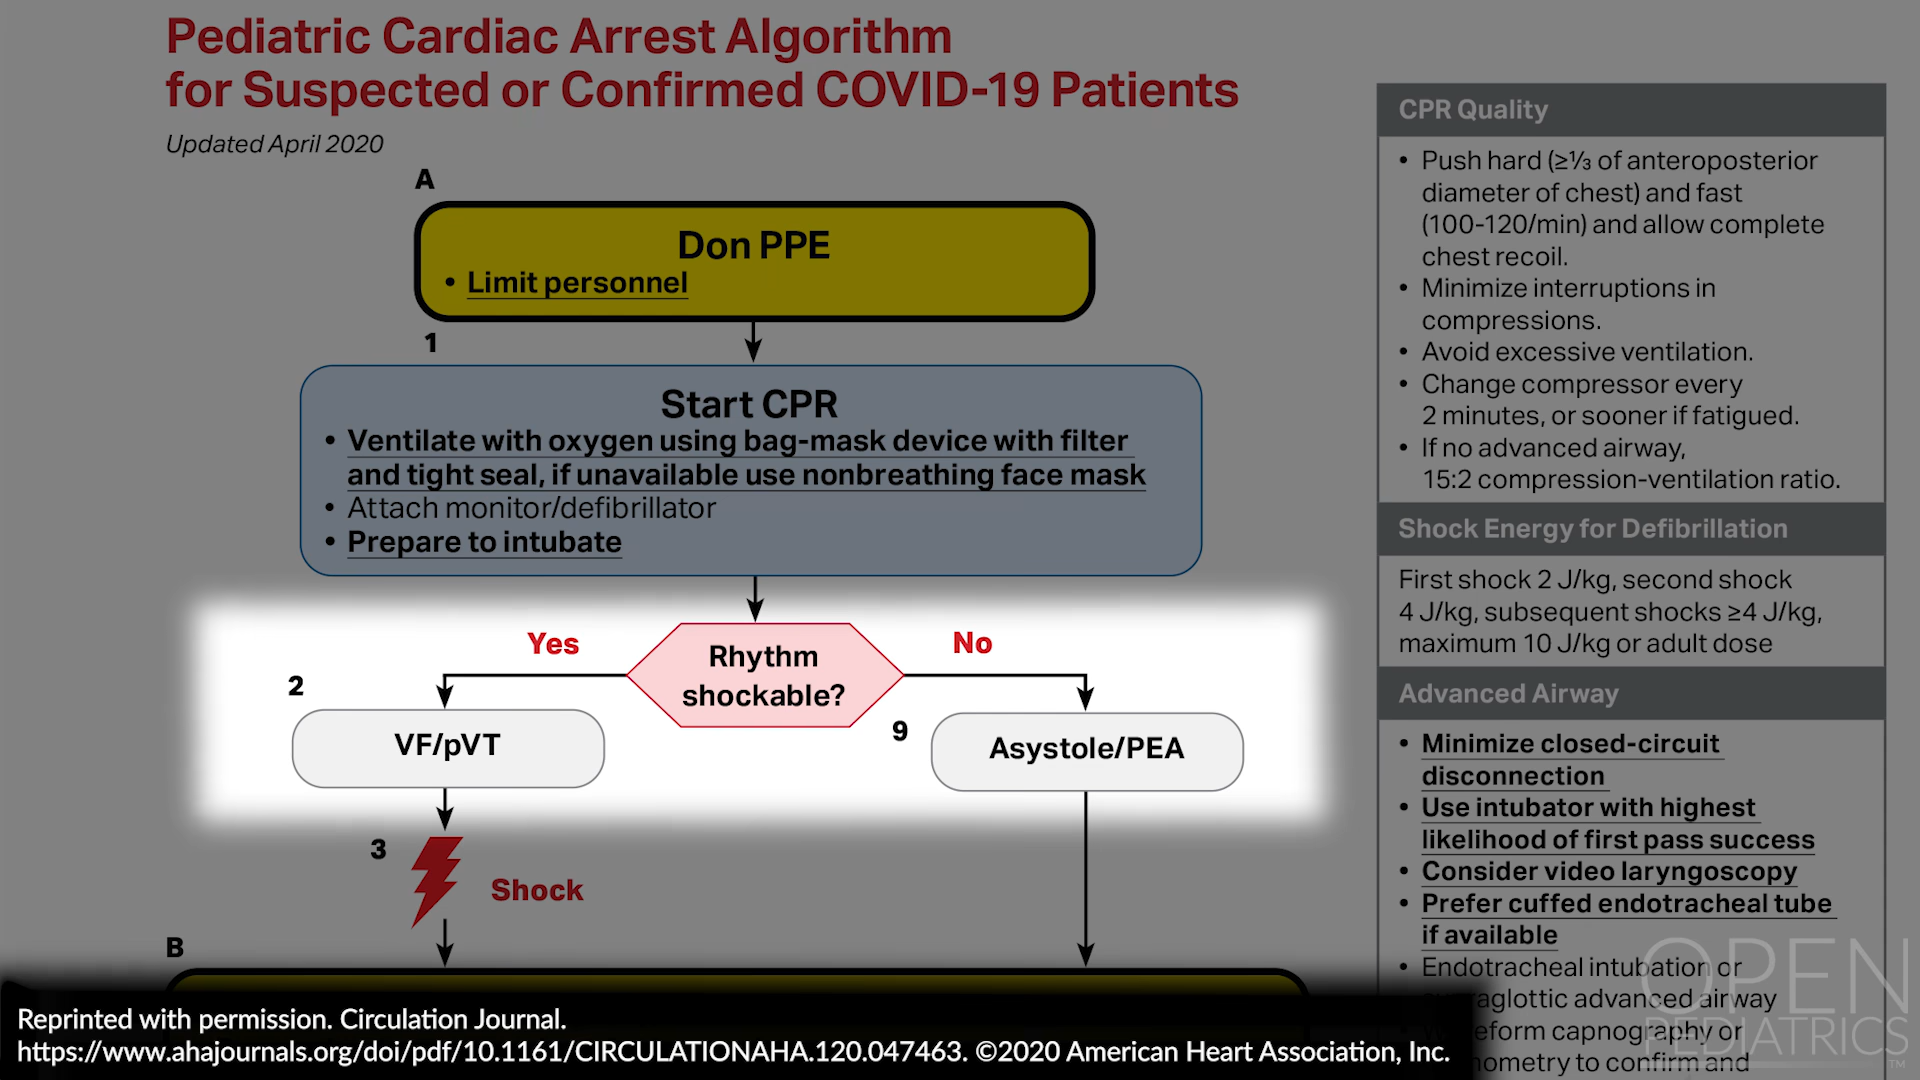 Pediatric Cardiac Arrest Algorithm
for Suspected or Confirmed COVID-19 Patients
Updated April 2020
A
Don PPE
• Limit personnel
1
Start CPR
• Ventilate with oxygen using bag-mask device with filter
and tight seal, if unavailable use nonbreathing face mask
• Attach monitor/defibrillator
• Prepare to intubate
Rhythm
shockable?
Yes
No
2
VF/pVT
9
Asystole/PEA
3
Shock
B
CPR Quality
• Push hard (≥⅓ of anteroposterior
diameter of chest) and fast
(100-120/min) and allow complete
chest recoil.
• Minimize interruptions in
compressions.
• Avoid excessive ventilation.
• Change compressor every
2 minutes, or sooner if fatigued.
• If no advanced airway,
15:2 compression-ventilation ratio.
Shock Energy for Defibrillation
First shock 2 J/kg, second shock
4 J/kg, subsequent shocks ≥4 J/kg,
maximum 10 J/kg or adult dose
Advanced Airway
• Minimize closed-circuit
disconnection
• Use intubator with highest
likelihood of first pass success
• Consider video laryngoscopy
• Prefer cuffed endotracheal tube
if available
• Endotracheal intubation or
advanced airway
capnography or
to confirm and
OPEN
PEDIATRICS™
Reprinted with permission. Circulation Journal.
https://www.ahajournals.org/doi/pdf/10.1161/CIRCULATIONAHA.120.047463. ©2020 American Heart Association, Inc.